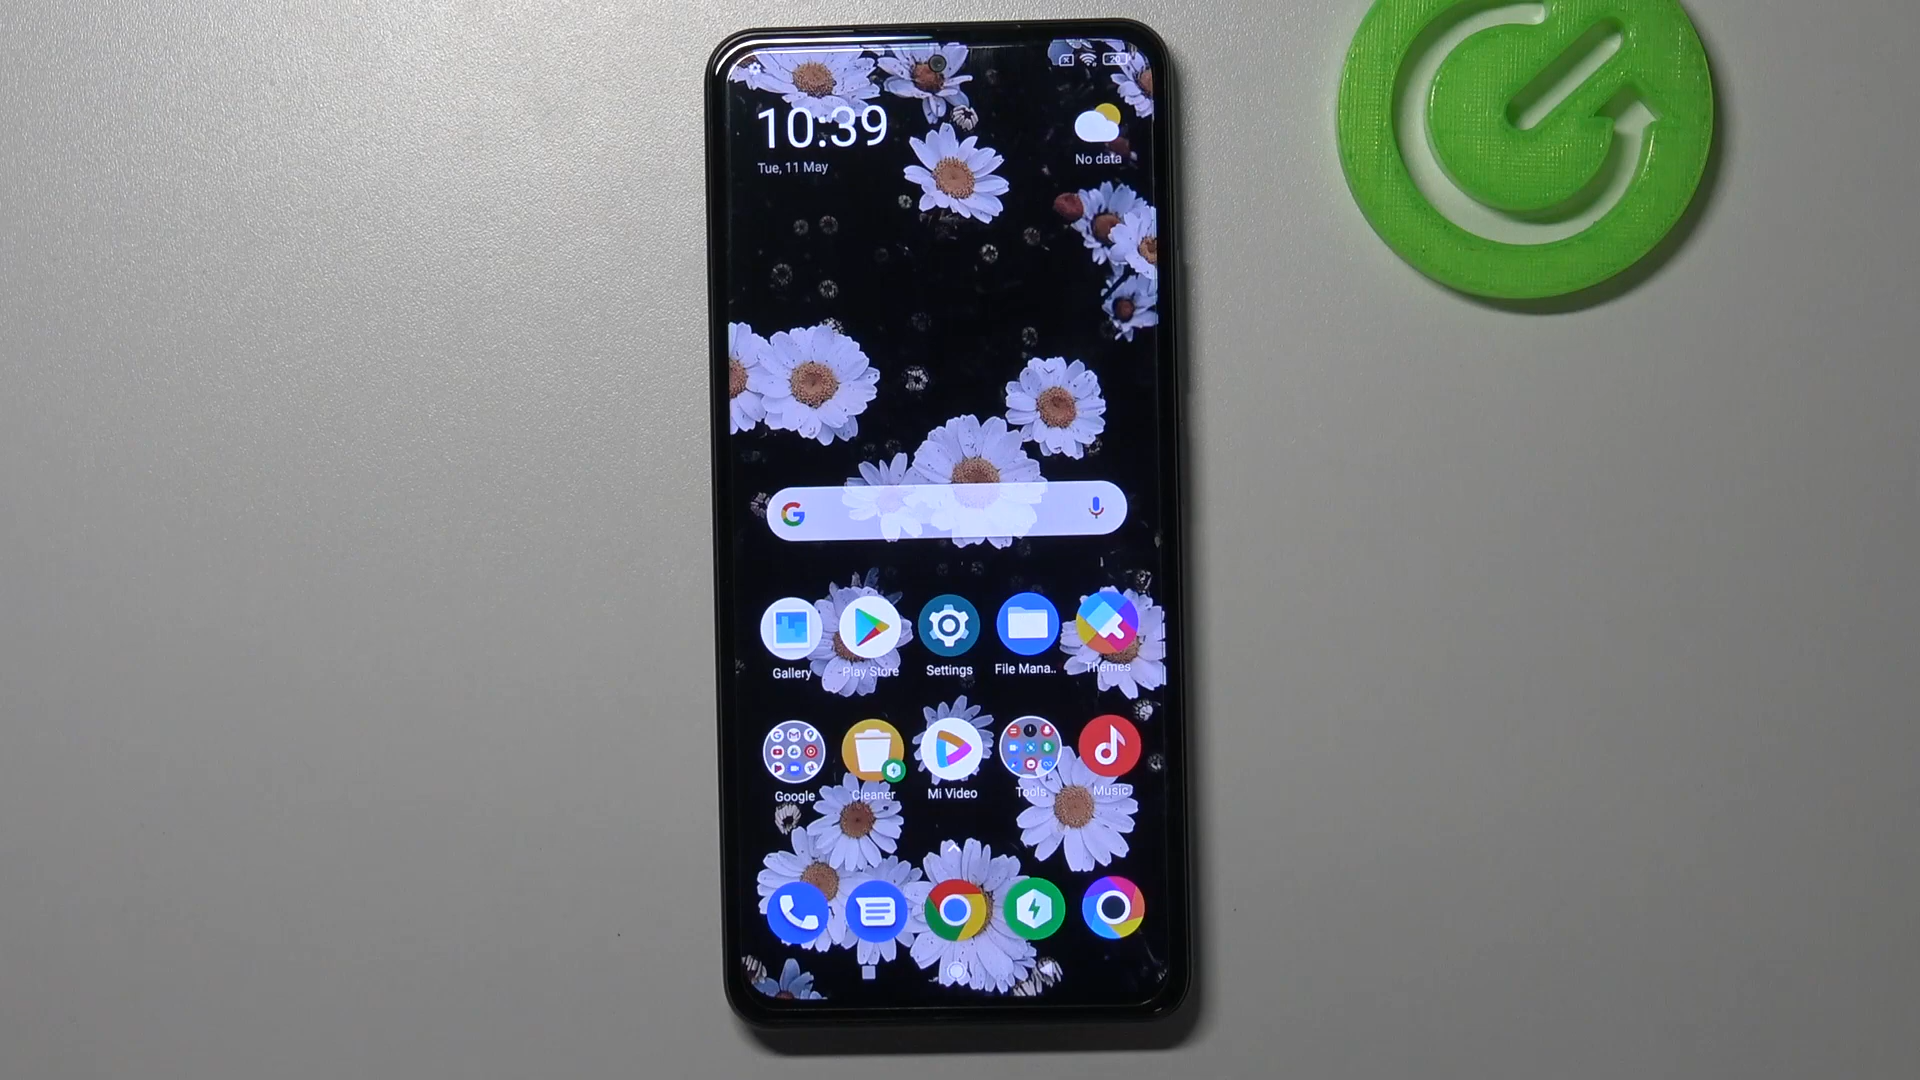 20
10:39
Tue, 11 May
No data
Gallery
Play Store
Settings
File Mana..
Themes
Google
Cleaner
Mi Video
Tools
Music